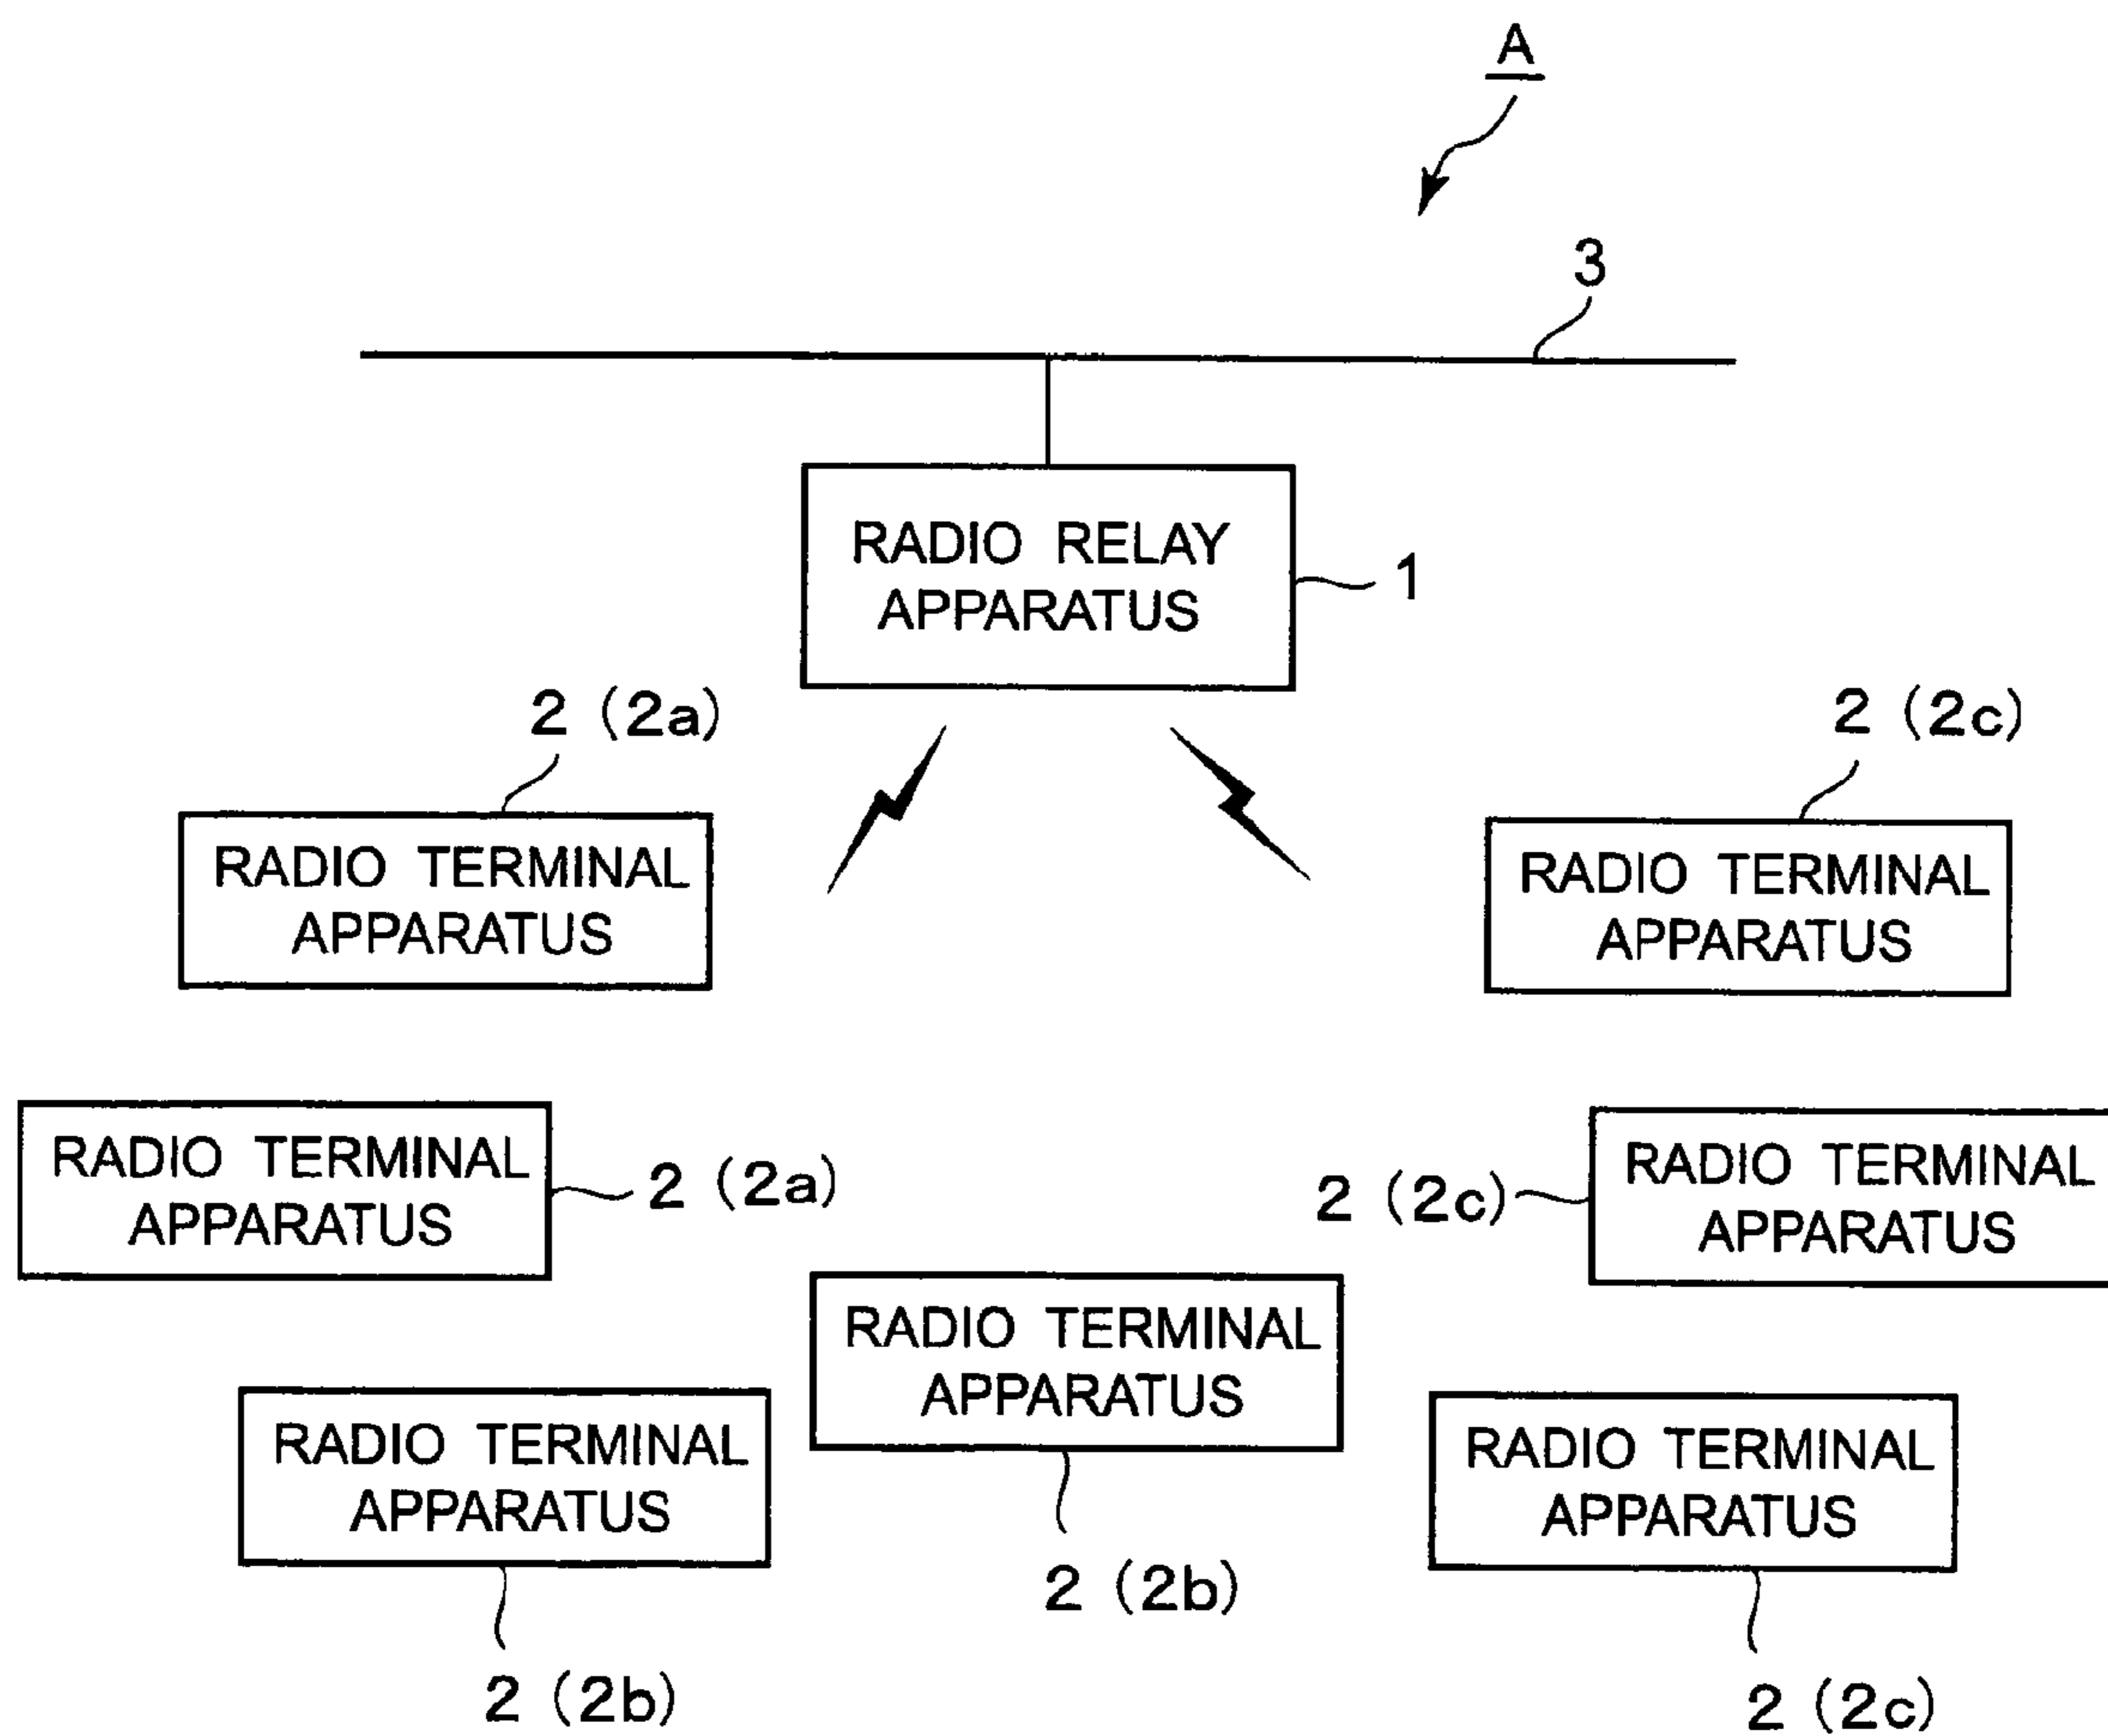 A
3
RADIO RELAY
APPARATUS
1
2 (2a)
2 (2c)
RADIO TERMINAL
APPARATUS
RADIO TERMINAL
APPARATUS
RADIO TERMINAL
APPARATUS
2 (2a)
2 (2c)
RADIO TERMINAL
APPARATUS
RADIO TERMINAL
APPARATUS
RADIO TERMINAL
APPARATUS
RADIO TERMINAL
APPARATUS
2 (2b)
2 (2b)
2 (2c)